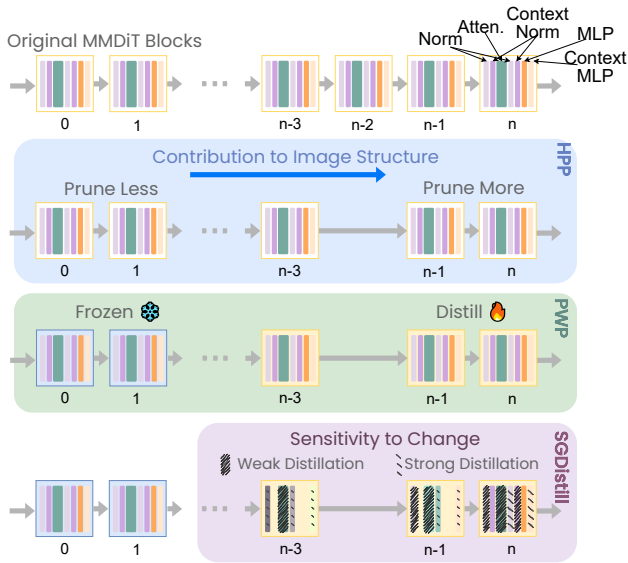 Original MMDiT Blocks
Norm
Atten.
Context
Norm
MLP
Context
MLP
0
1
n-3
n-2
n-1
n
HPP
Contribution to Image Structure
Prune Less
Prune More
0
1
n-3
n-1
n
PWP
Frozen
Distill
0
1
n-3
n-1
n
SGDistill
Sensitivity to Change
Weak Distillation
Strong Distillation
0
1
n-3
n-1
n